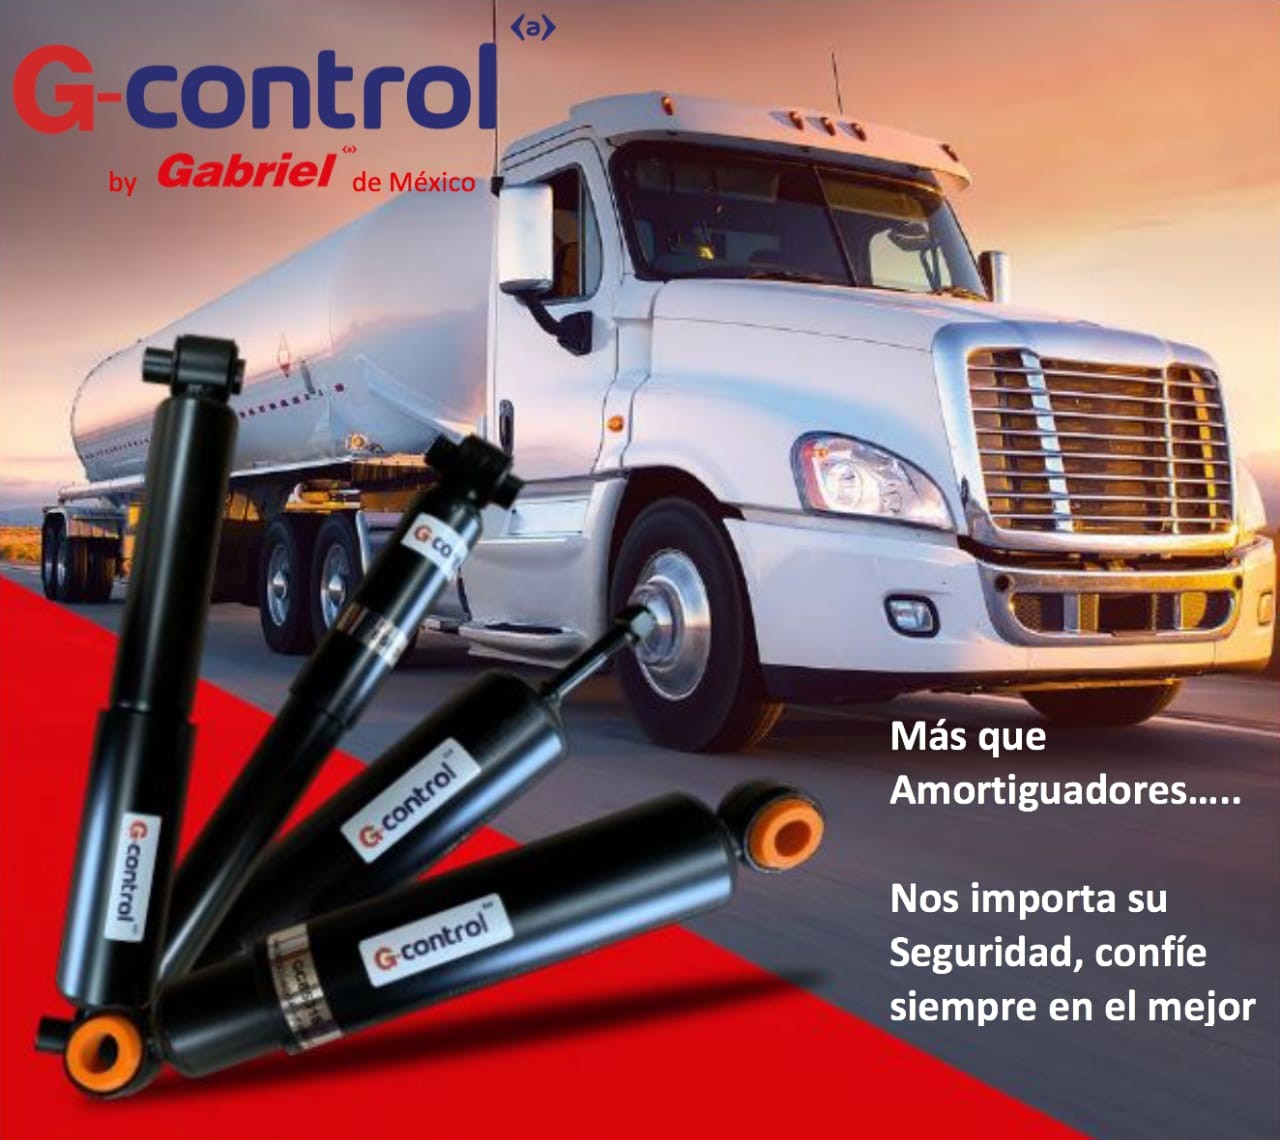 G-control
by Gabriel de México
G-co
G-control
G-control
G-control
Más que
Amortiguadores.....
Nos importa su
Seguridad, confíe
siempre en el mejor